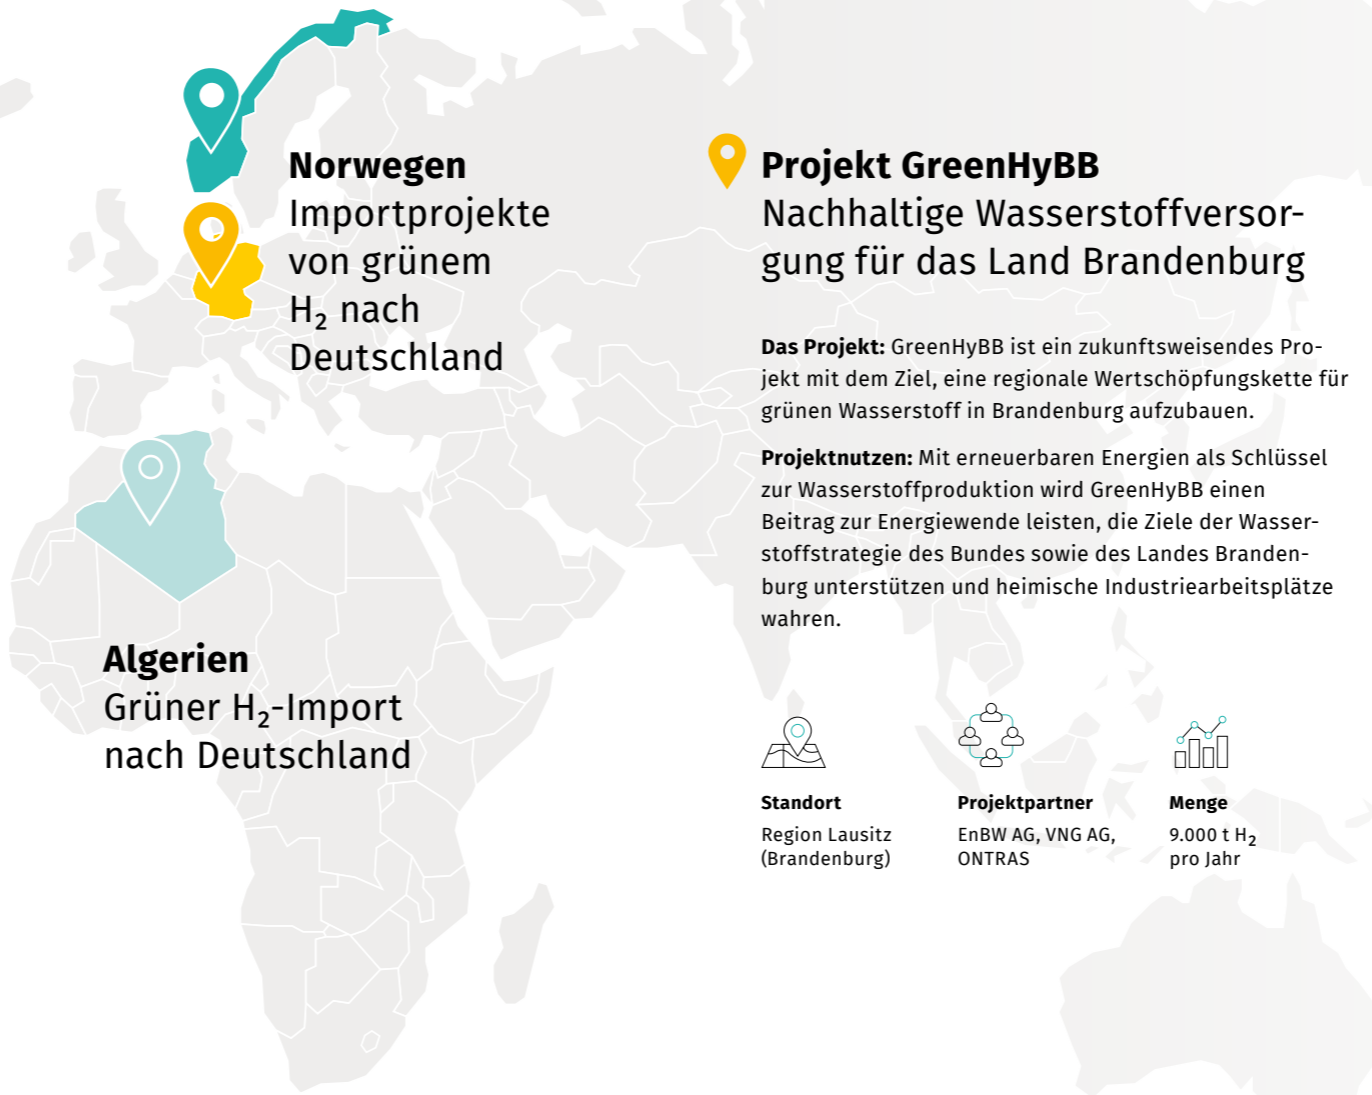 Norwegen
Importprojekte
von grünem
H₂ nach
Deutschland
Algerien
Grüner H₂-Import
nach Deutschland
Projekt GreenHyBB
Nachhaltige Wasserstoffversor-
gung für das Land Brandenburg
Das Projekt: GreenHyBB ist ein zukunftsweisendes Pro-
jekt mit dem Ziel, eine regionale Wertschöpfungskette für
grünen Wasserstoff in Brandenburg aufzubauen.
Projektnutzen: Mit erneuerbaren Energien als Schlüssel
zur Wasserstoffproduktion wird GreenHyBB einen
Beitrag zur Energiewende leisten, die Ziele der Wasser-
stoffstrategie des Bundes sowie des Landes Branden-
burg unterstützen und heimische Industriearbeitsplätze
wahren.
Standort
Region Lausitz
(Brandenburg)
Projektpartner
EnBW AG, VNG AG,
ONTRAS
Menge
9.000 t H₂
pro Jahr